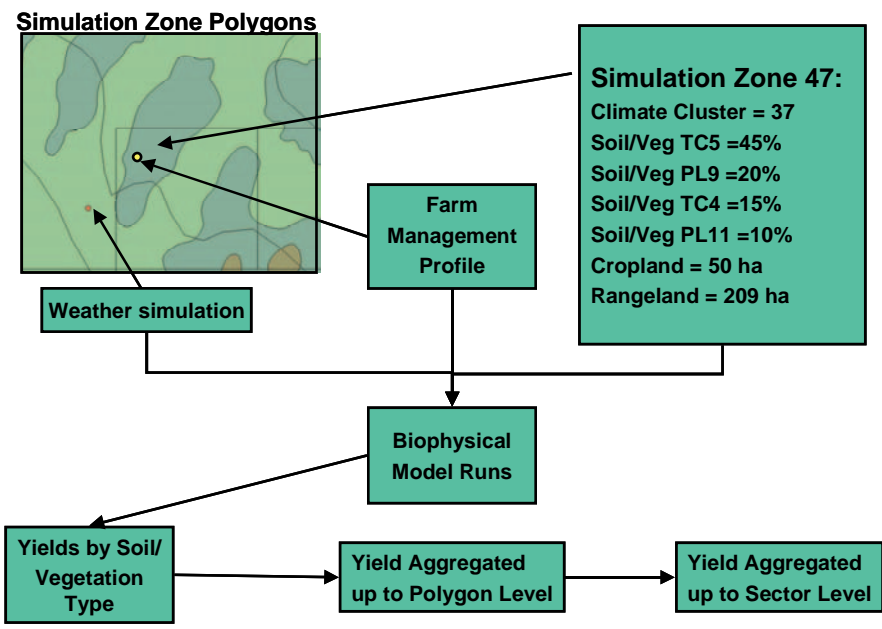 Simulation Zone Polygons
Simulation Zone 47:
Climate Cluster = 37
Soil/Veg TC5 =45%
Soil/Veg PL9 =20%
Soil/Veg TC4 =15%
Soil/Veg PL11 =10%
Cropland = 50 ha
Rangeland = 209 ha
Farm
Management
Profile
Weather simulation
Biophysical
Model Runs
Yields by Soil/
Vegetation
Type
Yield Aggregated
up to Polygon Level
Yield Aggregated
up to Sector Level